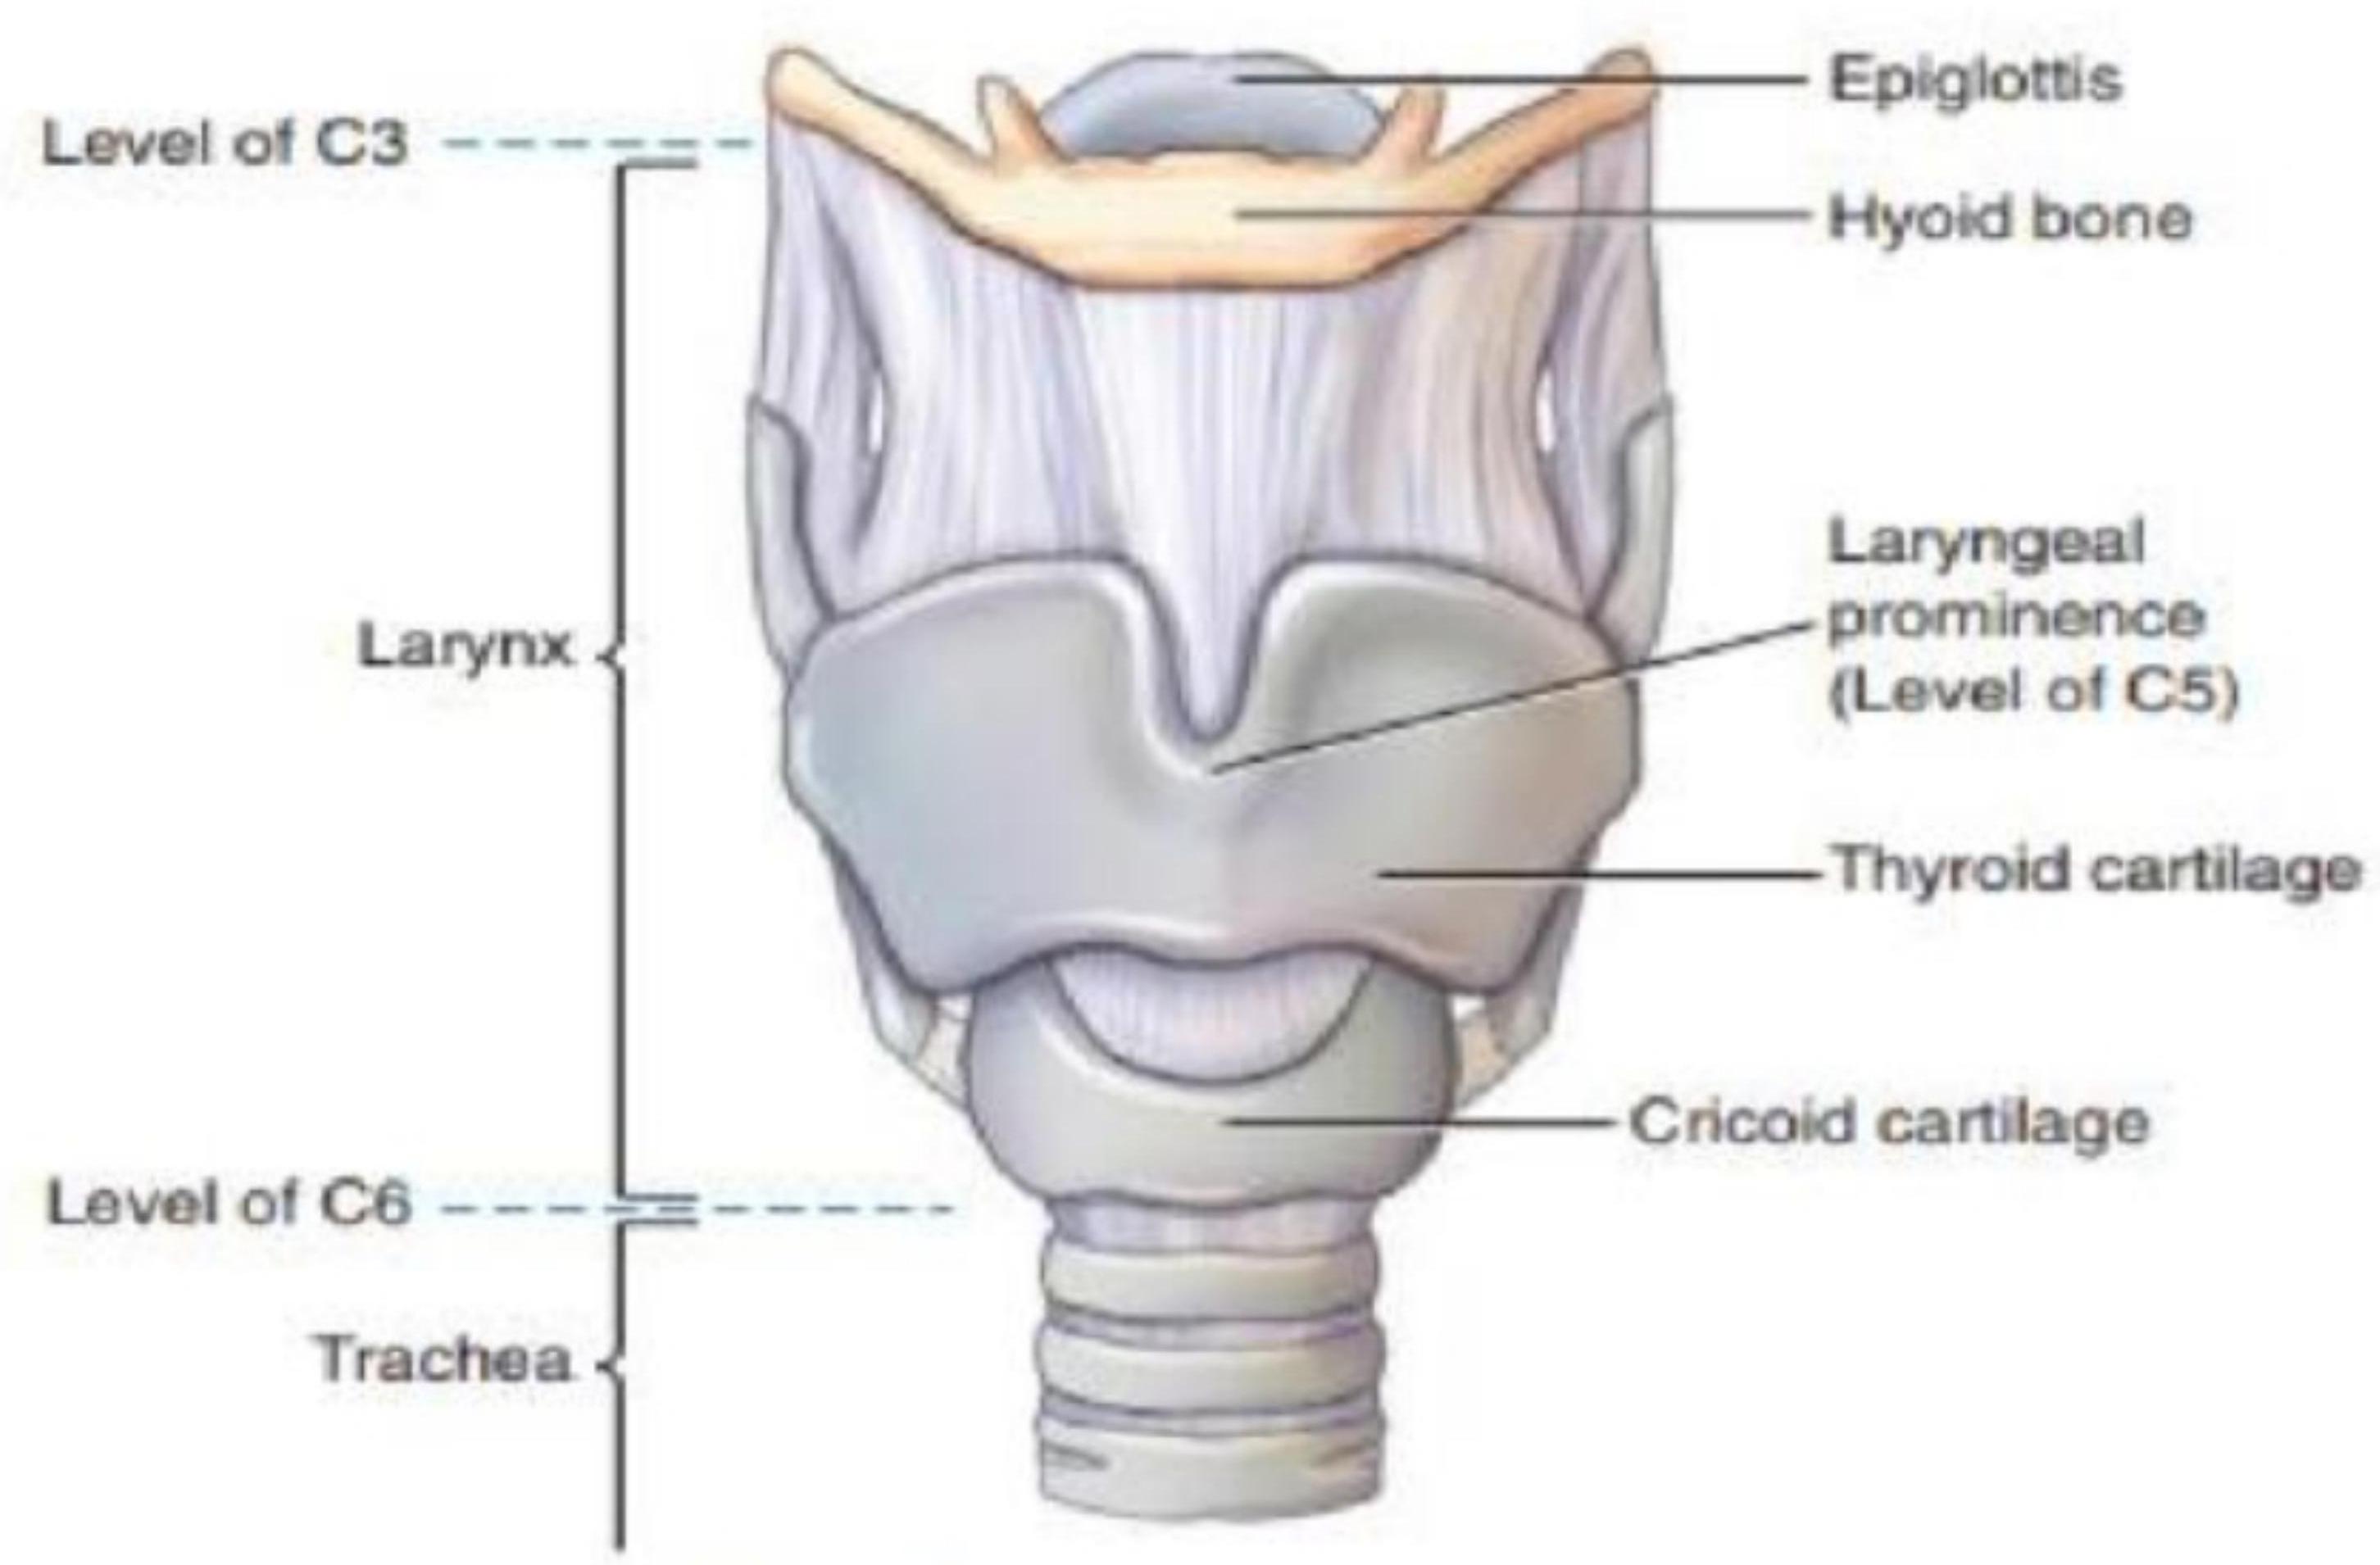 Epiglottis
Level of C3
Hyoid bone
Laryngeal
prominence
(Level of C5)
Larynx
Thyroid cartilage
Cricoid cartilage
Level of C6
Trachea